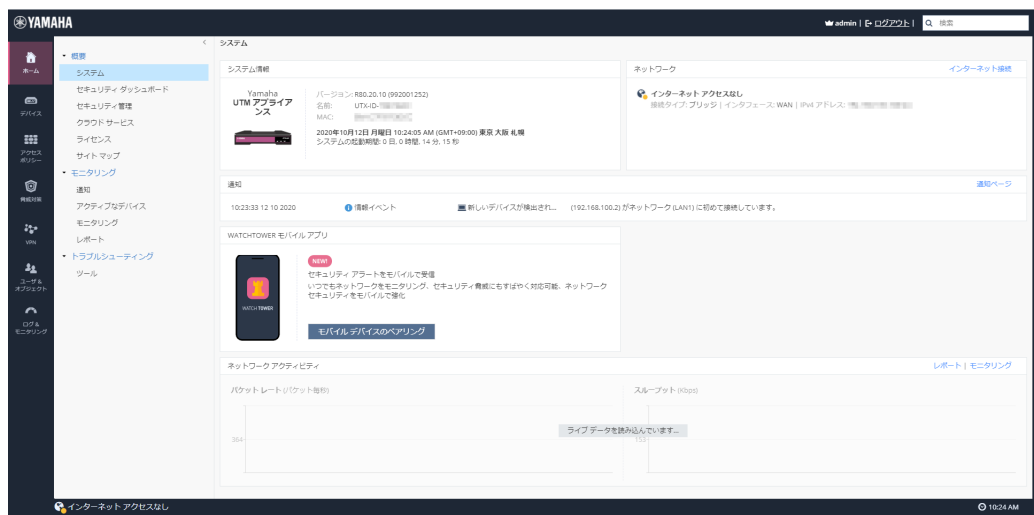 YAMAHA
admin | ログアウト | 検索
ホーム
デバイス
アクセス
ポリシー
脅威対策
VPN
ユーザ &
オブジェクト
ログ &
モニタリング
概要
システム
セキュリティ ダッシュボード
セキュリティ管理
クラウド サービス
ライセンス
サイト マップ
モニタリング
通知
アクティブなデバイス
モニタリング
レポート
トラブルシューティング
ツール
システム
システム情報
Yamaha
UTM アプライア
ンス
バージョン: R80.20.10 (992001252)
名前: UTX-ID-
MAC:
2020年10月12日 月曜日 10:24:05 AM (GMT+09:00) 東京 大阪 札幌
システムの起動期間: 0 日, 0 時間, 14 分, 15 秒
ネットワーク インターネット接続
インターネット アクセスなし
接続タイプ: ブリッジ | インタフェース: WAN | IPv4 アドレス:
通知 通知ページ
10:23:33 12 10 2020 情報イベント 新しいデバイスが検出され... (192.168.100.2) がネットワーク (LAN1) に初めて接続しています。
WATCHTOWER モバイル アプリ
WATCH TOWER
NEW!
セキュリティ アラートをモバイルで受信
いつでもネットワークをモニタリング、セキュリティ脅威にもすばやく対応可能、ネットワーク
セキュリティをモバイルで強化
モバイル デバイスのペアリング
ネットワーク アクティビティ レポート | モニタリング
パケット レート (パケット毎秒)
384
スループット (Kbps)
ライブ データを読み込んでいます...
インターネット アクセスなし
10:24 AM